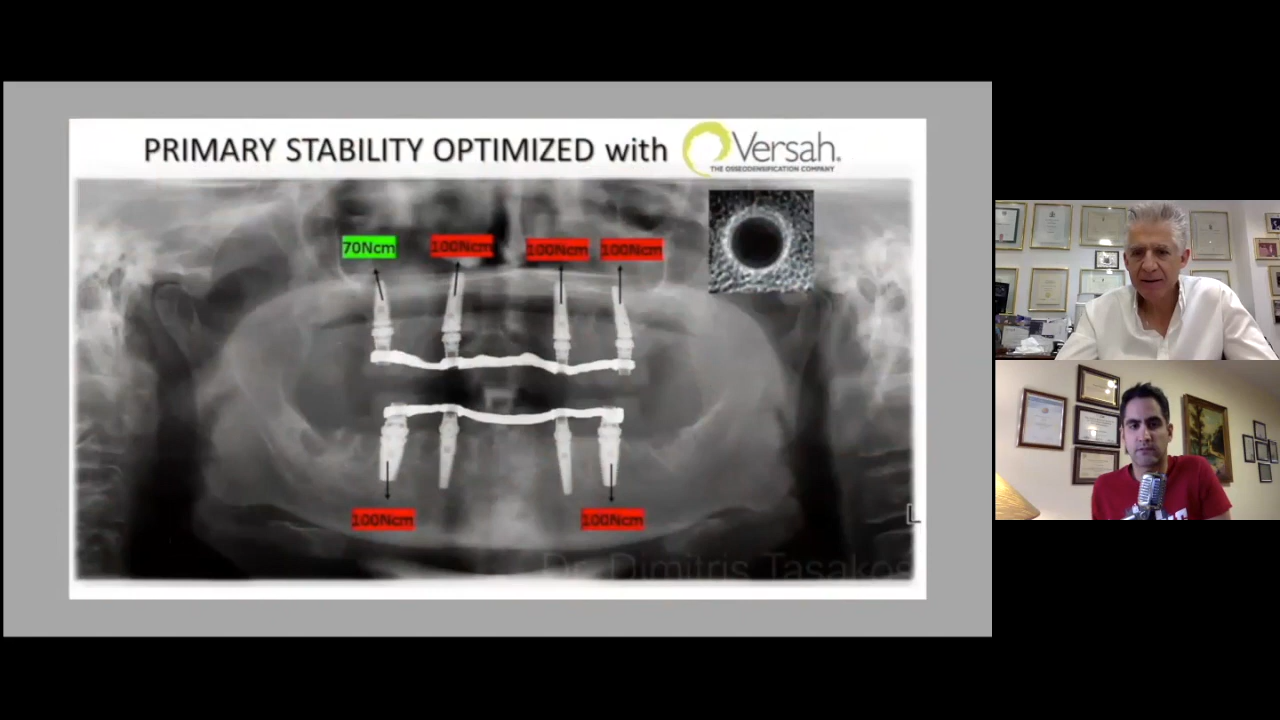 PRIMARY STABILITY OPTIMIZED with Versah.
THE OSSEODENSIFICATION COMPANY
70Ncm 100Ncm 100Ncm 100Ncm
100Ncm 100Ncm
L
Dr. Dimitris Tasakos